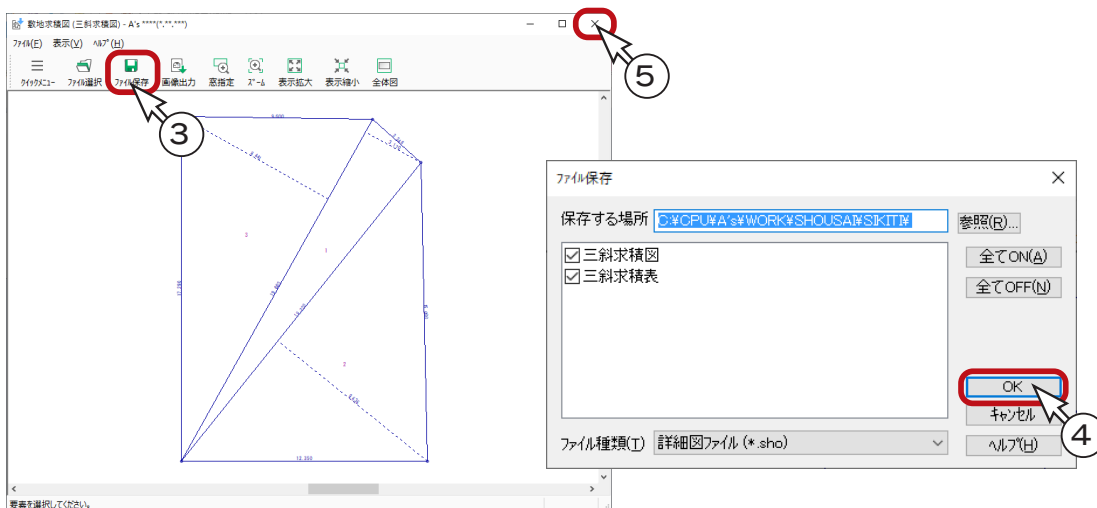 敷地求積図 (三斜求積図) - A's ****(*.**.***)
ﾌｧｲﾙ(F) 表示(V) ﾍﾙﾌﾟ(H)
ｸｲｯｸﾒﾆｭｰ ﾌｧｲﾙ選択 ﾌｧｲﾙ保存 画像出力 窓指定 ｽﾞｰﾑ 表示拡大 表示縮小 全体図
⑤
③
ﾌｧｲﾙ保存
保存する場所 C:¥CPU¥A's¥WORK¥SHOUSAI¥SIKITI¥ 参照(R)...
三斜求積図
三斜求積表
全てON(A)
全てOFF(N)
OK
キャンセル
ﾍﾙﾌﾟ(H)
④
ﾌｧｲﾙ種類(T) 詳細図ﾌｧｲﾙ (*.sho)
要素を選択してください。